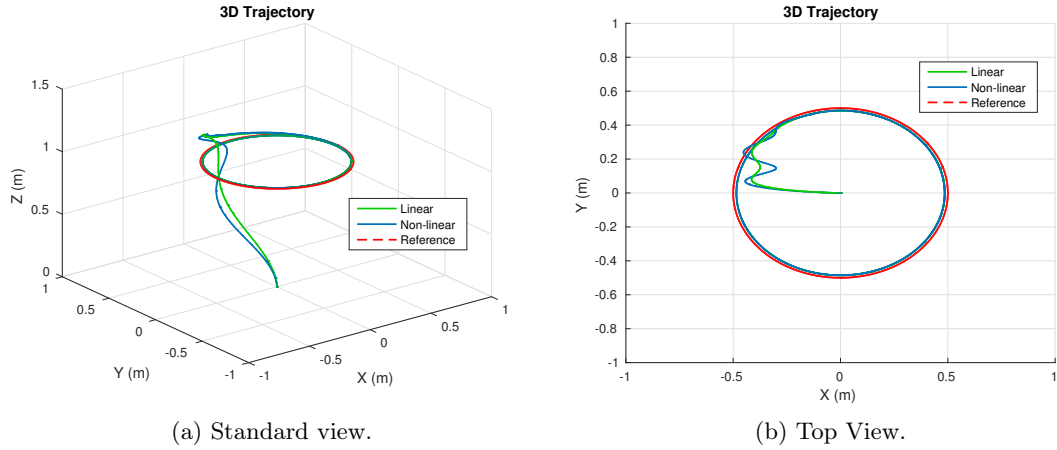 3D Trajectory
1.5
1
0.5
0
Z (m)
1
0.5
0
-0.5
-1
Y (m)
-1
-0.5
0
0.5
1
X (m)
Linear
Non-linear
Reference
(a) Standard view.
3D Trajectory
1
0.8
0.6
0.4
0.2
0
-0.2
-0.4
-0.6
-0.8
-1
Y (m)
-1
-0.5
0
0.5
1
X (m)
Linear
Non-linear
Reference
(b) Top View.